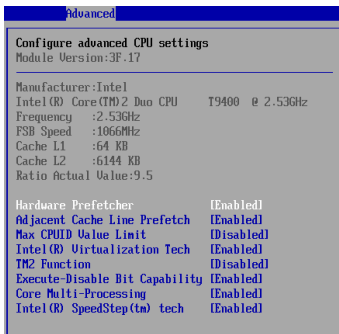 Advanced
Configure advanced CPU settings
Module Version:3F.17
Manufacturer:Intel
Intel(R) Core(TM)2 Duo CPU T9400 @ 2.53GHz
Frequency :2.53GHz
FSB Speed :1066MHz
Cache L1 :64 KB
Cache L2 :6144 KB
Ratio Actual Value:9.5
Hardware Prefetcher [Enabled]
Adjacent Cache Line Prefetch [Enabled]
Max CPUID Value Limit [Disabled]
Intel(R) Virtualization Tech [Enabled]
TM2 Function [Disabled]
Execute-Disable Bit Capability [Enabled]
Core Multi-Processing [Enabled]
Intel(R) SpeedStep(tm) tech [Enabled]